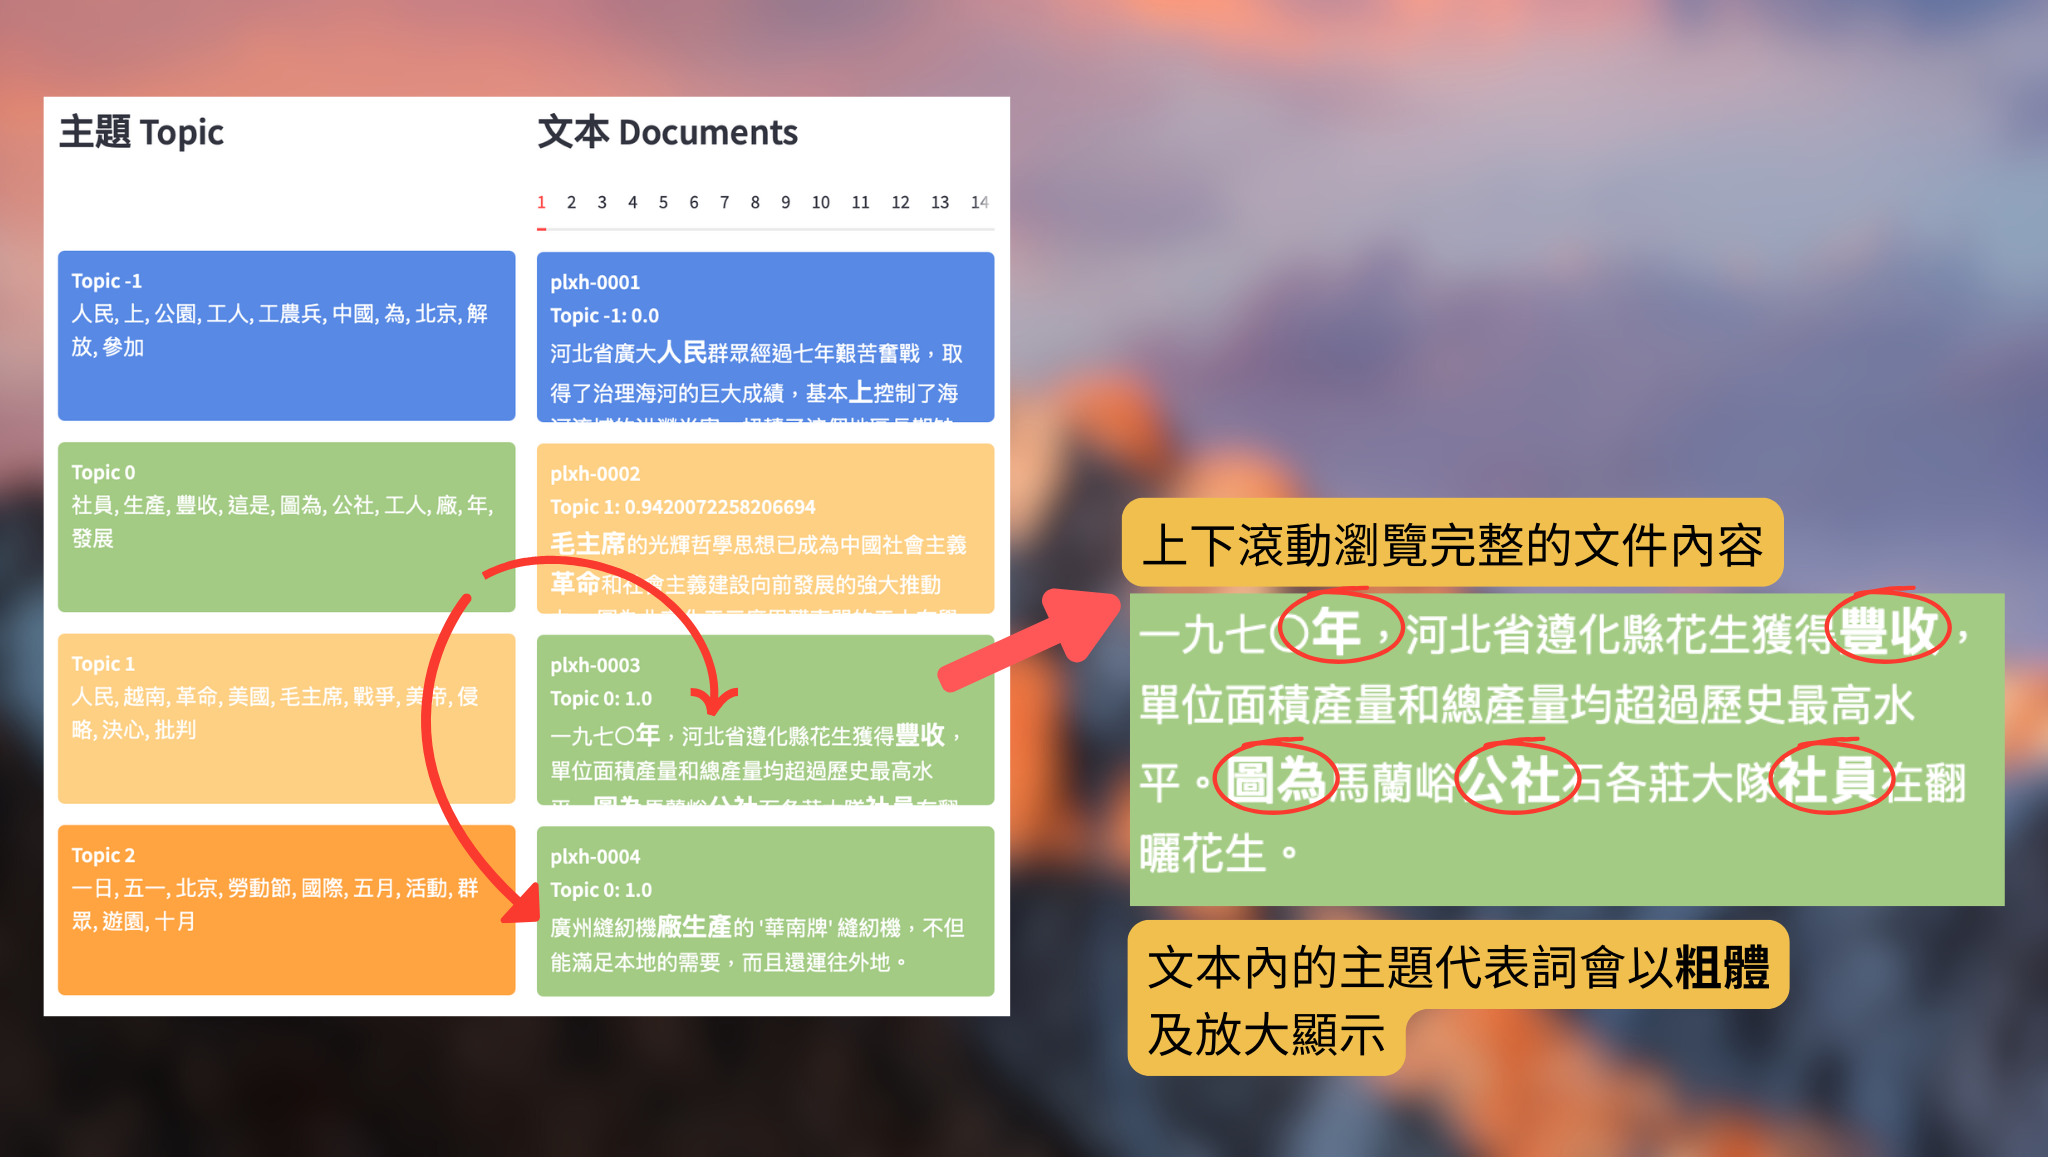 主題 Topic
文本 Documents
1 2 3 4 5 6 7 8 9 10 11 12 13 14
Topic -1
人民, 上, 公園, 工人, 工農兵, 中國, 為, 北京, 解
放, 參加
Topic 0
社員, 生產, 豐收, 這是, 圖為, 公社, 工人, 廠, 年,
發展
Topic 1
人民, 越南, 革命, 美國, 毛主席, 戰爭, 美帝, 侵
略, 決心, 批判
Topic 2
一日, 五一, 北京, 勞動節, 國際, 五月, 活動, 群
眾, 遊園, 十月
plxh-0001
Topic -1: 0.0
河北省廣大人民群眾經過七年艱苦奮戰，取
得了治理海河的巨大成績，基本上控制了海
plxh-0002
Topic 1: 0.9420072258206694
毛主席的光輝哲學思想已成為中國社會主義
革命和社會主義建設向前發展的強大推動
plxh-0003
Topic 0: 1.0
一九七〇年，河北省遵化縣花生獲得豐收，
單位面積產量和總產量均超過歷史最高水
平。圖為馬蘭峪公社石各莊大隊社員在翻
plxh-0004
Topic 0: 1.0
廣州縫紉機廠生產的 '華南牌' 縫紉機，不但
能滿足本地的需要，而且還運往外地。
上下滾動瀏覽完整的文件內容
一九七〇年，河北省遵化縣花生獲得豐收，
單位面積產量和總產量均超過歷史最高水
平。圖為馬蘭峪公社石各莊大隊社員在翻
曬花生。
文本內的主題代表詞會以粗體
及放大顯示